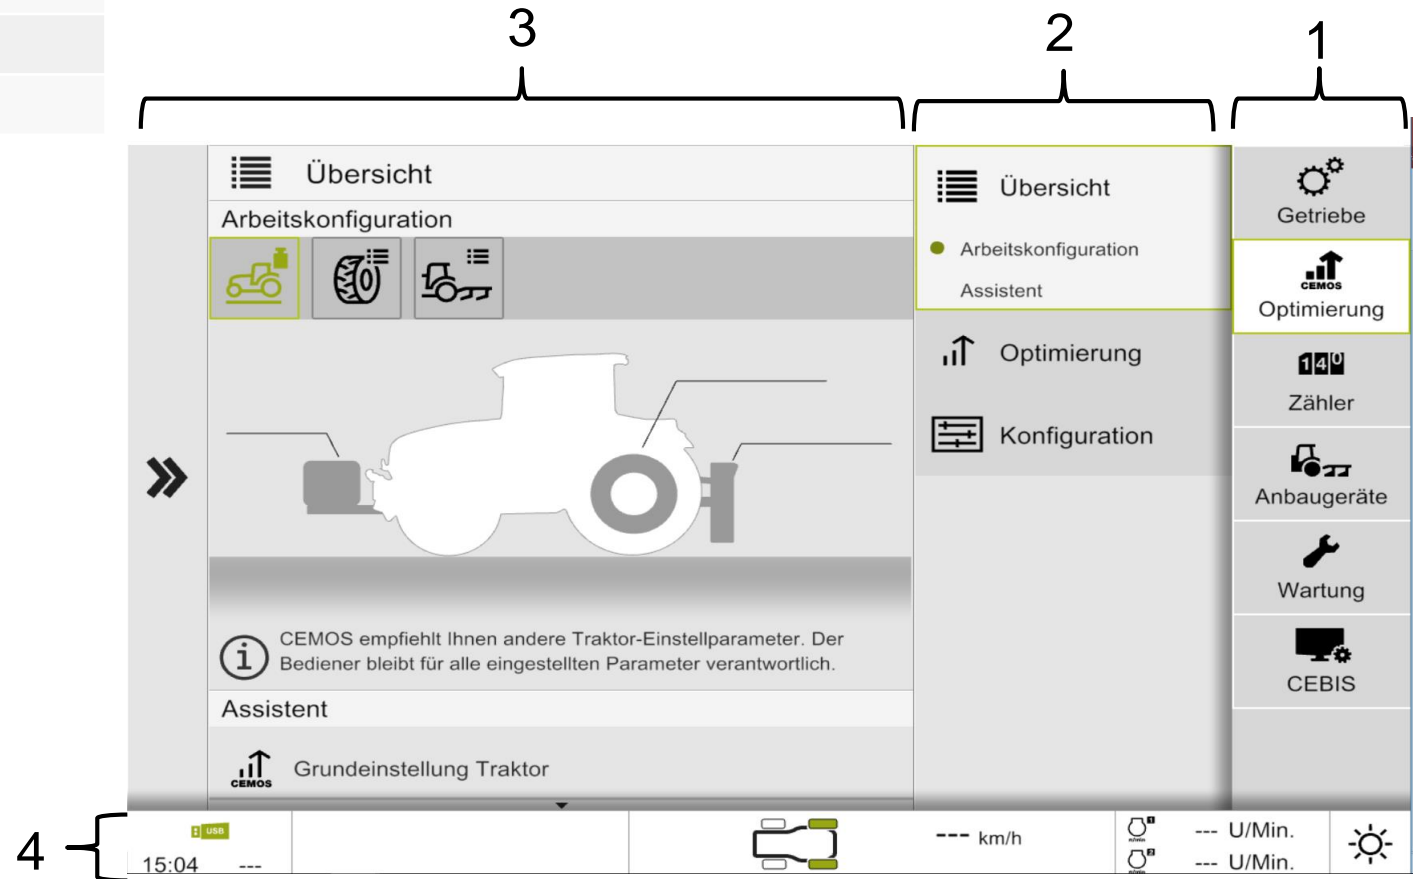 3
2
1
Übersicht
Arbeitskonfiguration
CEMOS empfiehlt Ihnen andere Traktor-Einstellparameter. Der
Bediener bleibt für alle eingestellten Parameter verantwortlich.
Assistent
CEMOS
Grundeinstellung Traktor
Übersicht
Arbeitskonfiguration
Assistent
Optimierung
Konfiguration
Getriebe
CEMOS
Optimierung
140
Zähler
Anbaugeräte
Wartung
CEBIS
4
USB
15:04 ---
--- km/h
1 --- U/Min.
2 --- U/Min.